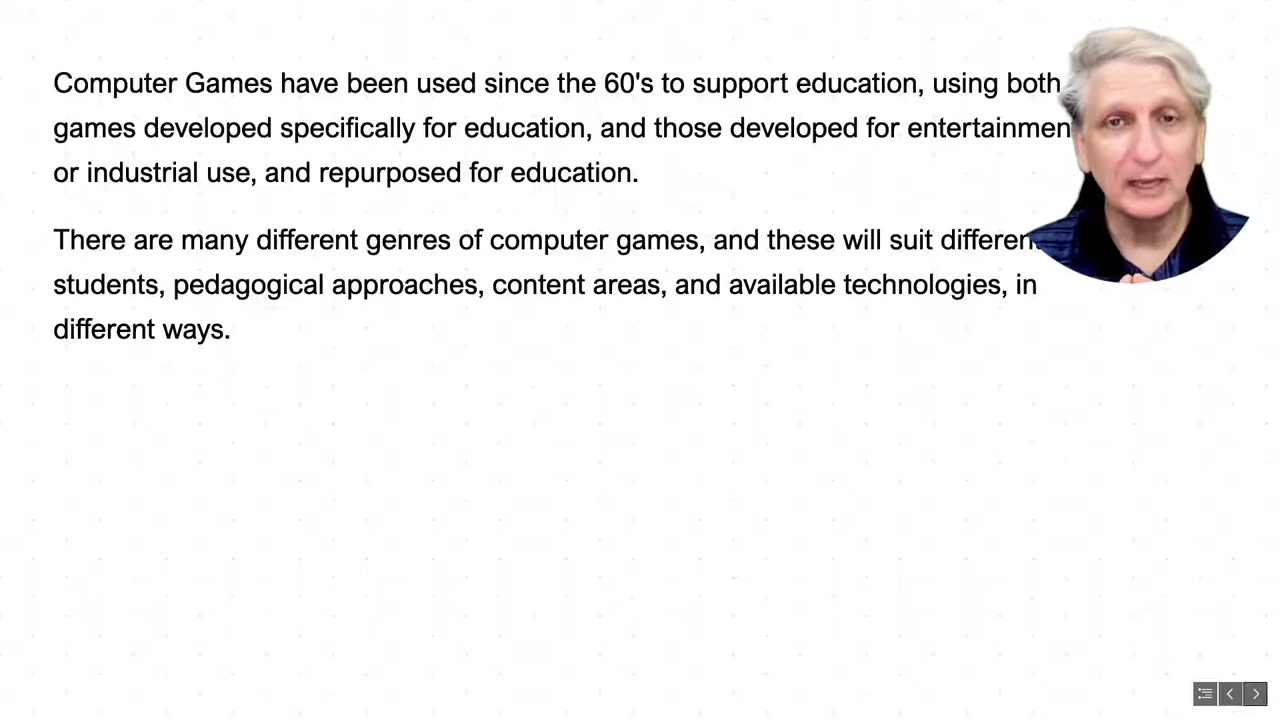 Computer Games have been used since the 60's to support education, using both
games developed specifically for education, and those developed for entertainmen
or industrial use, and repurposed for education.
There are many different genres of computer games, and these will suit differen
students, pedagogical approaches, content areas, and available technologies, in
different ways.